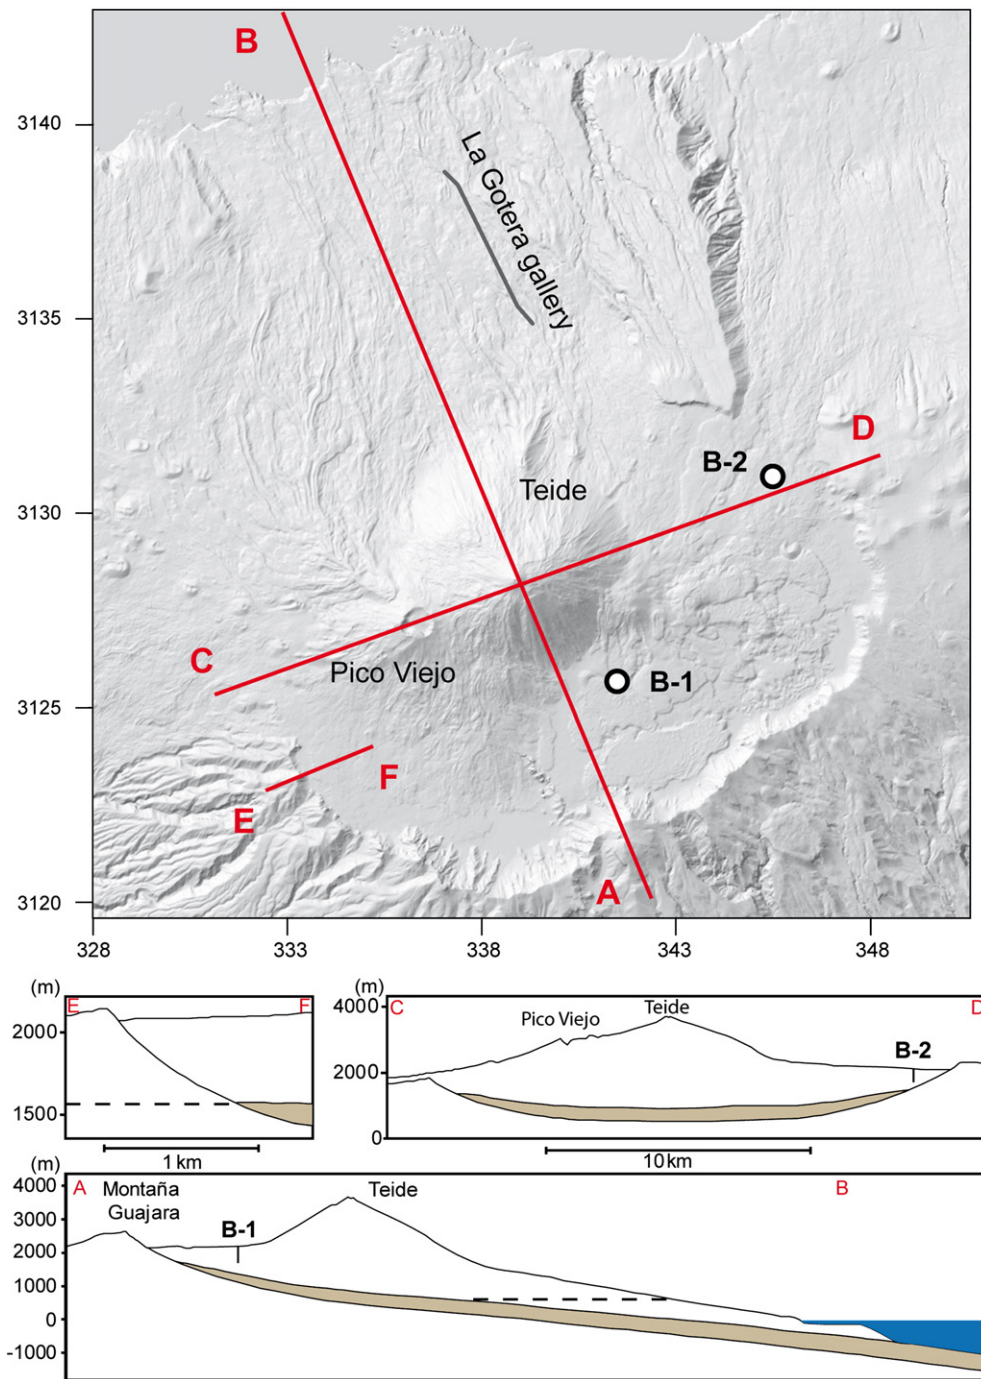 B
3140
La Gotera gallery
3135
D
B-2
Teide
3130
C
Pico Viejo
B-1
3125
F
E
A
3120
328 333 338 343 348
(m) (m)
E F
2000
1500
1 km
4000 C Pico Viejo Teide D
B-2
2000
0
10 km
(m)
4000 A Montaña Guajara Teide B
3000
B-1
2000
1000
0
-1000